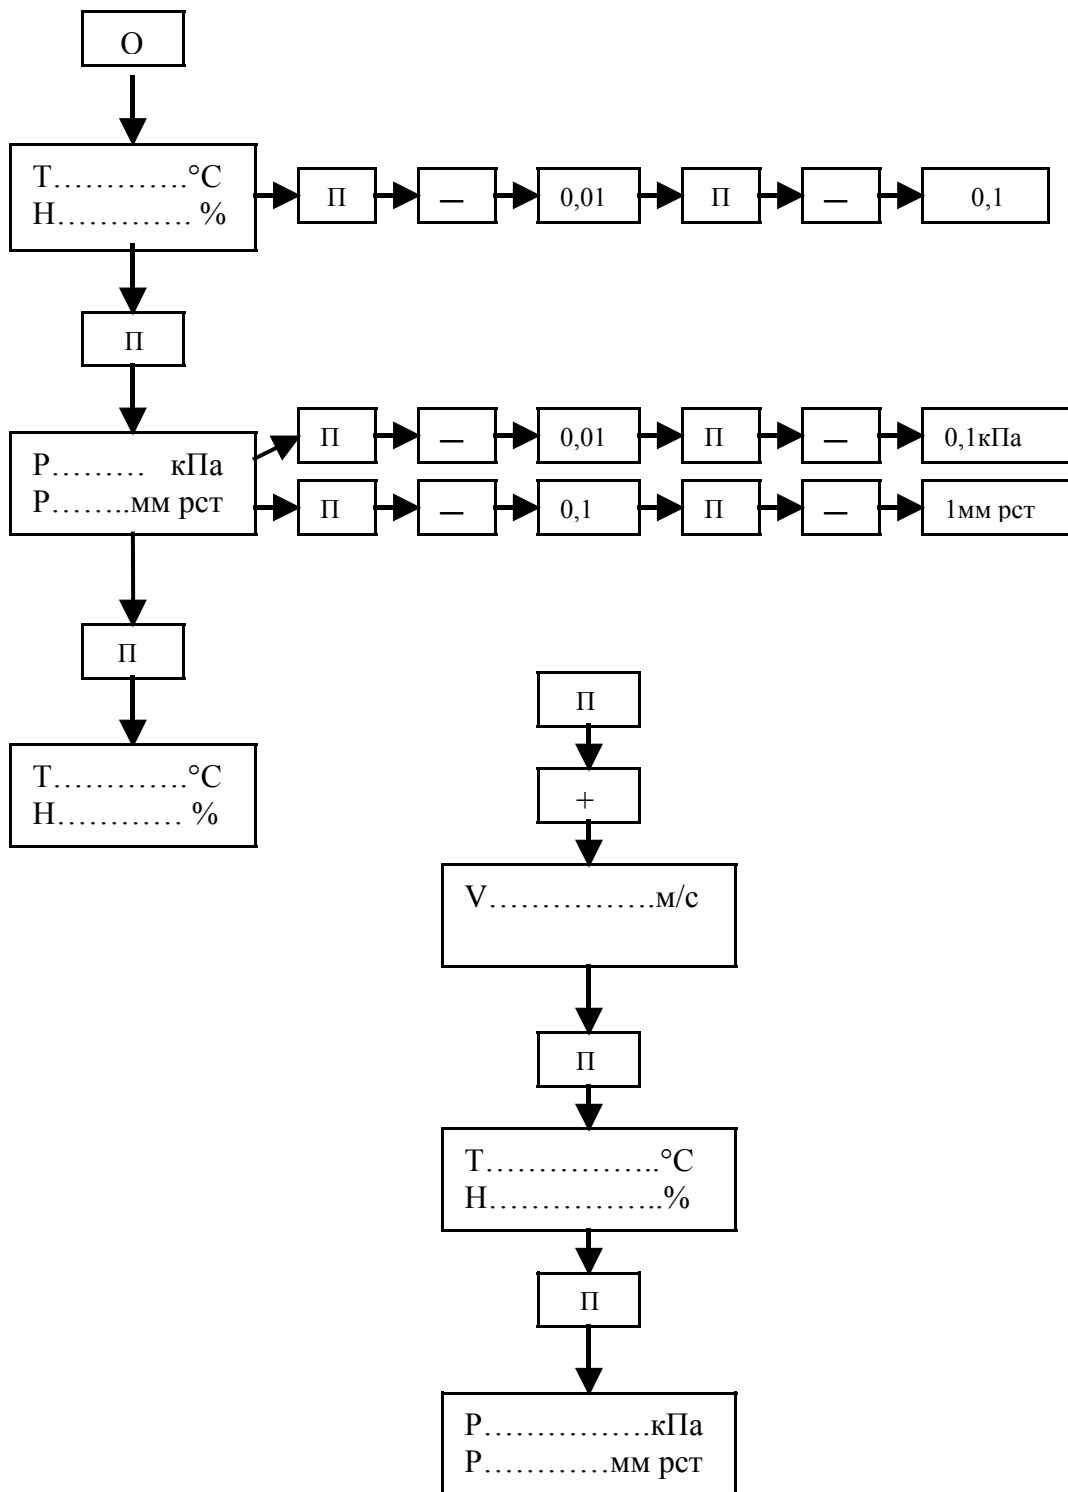 О
Т………….°С
Н…………. %
П
—
0,01
П
—
0,1
П
Р……… кПа
Р……..мм рст
П
—
0,01
П
—
0,1кПа
П
—
0,1
П
—
1мм рст
П
Т………….°С
Н………… %
П
+
V…………….м/с
П
Т……………..°С
Н……………..%
П
Р…………….кПа
Р…………мм рст